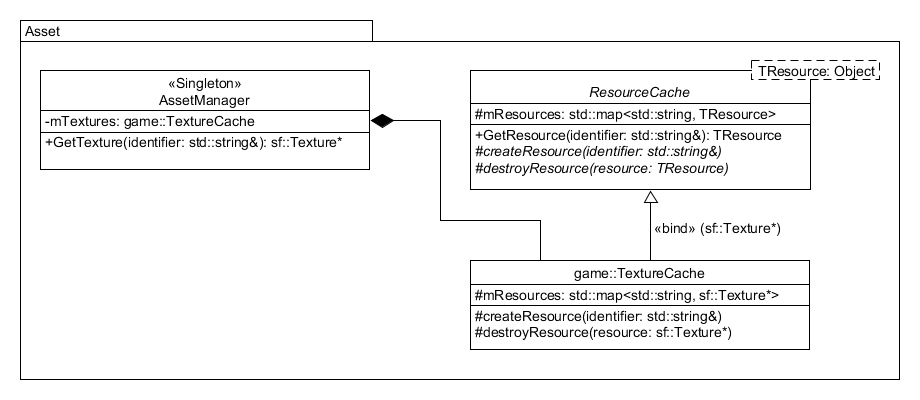 Asset
«Singleton»
AssetManager
-mTextures: game::TextureCache
+GetTexture(identifier: std::string&): sf::Texture*
TResource: Object
ResourceCache
#mResources: std::map<std::string, TResource>
+GetResource(identifier: std::string&): TResource
#createResource(identifier: std::string&)
#destroyResource(resource: TResource)
«bind» (sf::Texture*)
game::TextureCache
#mResources: std::map<std::string, sf::Texture*>
#createResource(identifier: std::string&)
#destroyResource(resource: sf::Texture*)